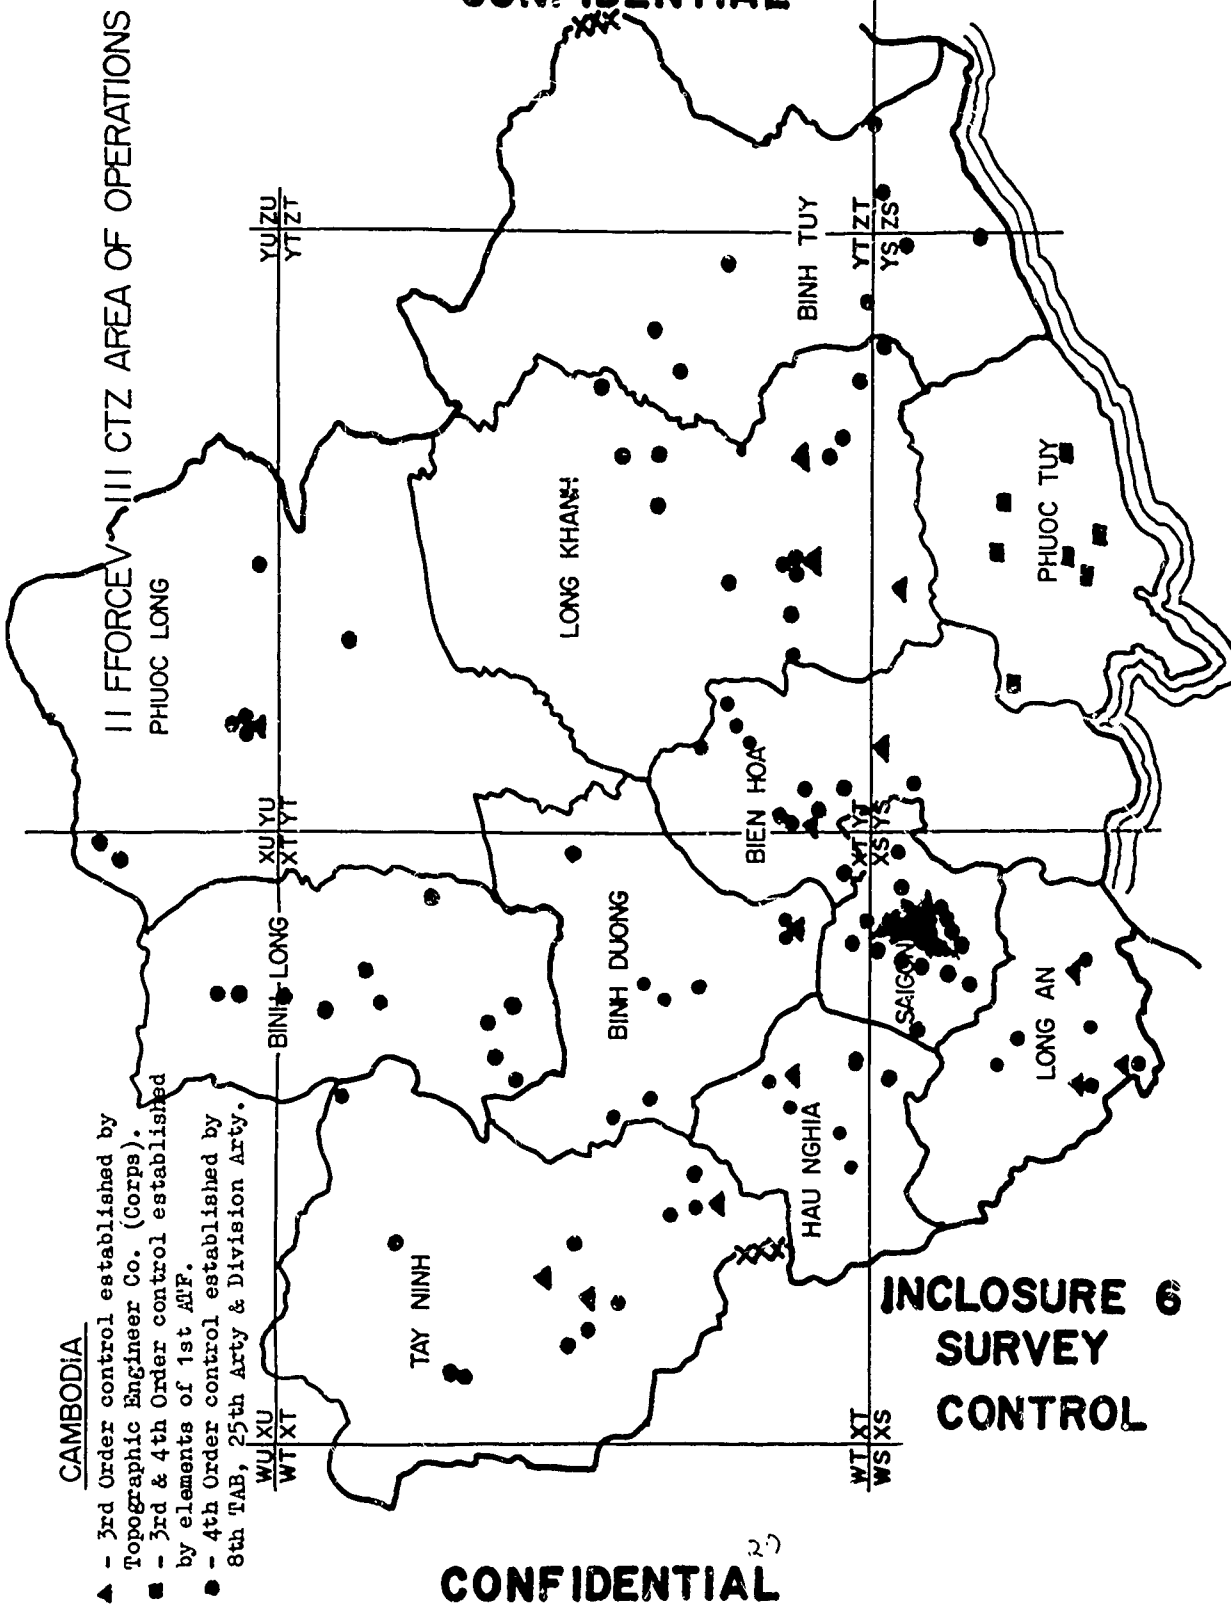 CONFIDENTIAL
II FFORCEV III CTZ AREA OF OPERATIONS
CAMBODIA
▲ - 3rd Order control established by
Topographic Engineer Co. (Corps).
■ - 3rd & 4th Order control established
by elements of 1st ATF.
● - 4th Order control established by
8th TAB, 25th Arty & Division Arty.
PHUOC LONG
BINH LONG
TAY NINH
BINH DUONG
LONG KHANH
BINH TUY
BIEN HOA
HAU NGHIA
SAIGON
LONG AN
PHUOC TUY
WU XU
WT XT
XU YU
XT YT
YU ZU
YT ZT
WT XT
WS XS
XT YT
XS YS
YT ZT
YS ZS
XXX
XXX
INCLOSURE 6
SURVEY
CONTROL
CONFIDENTIAL